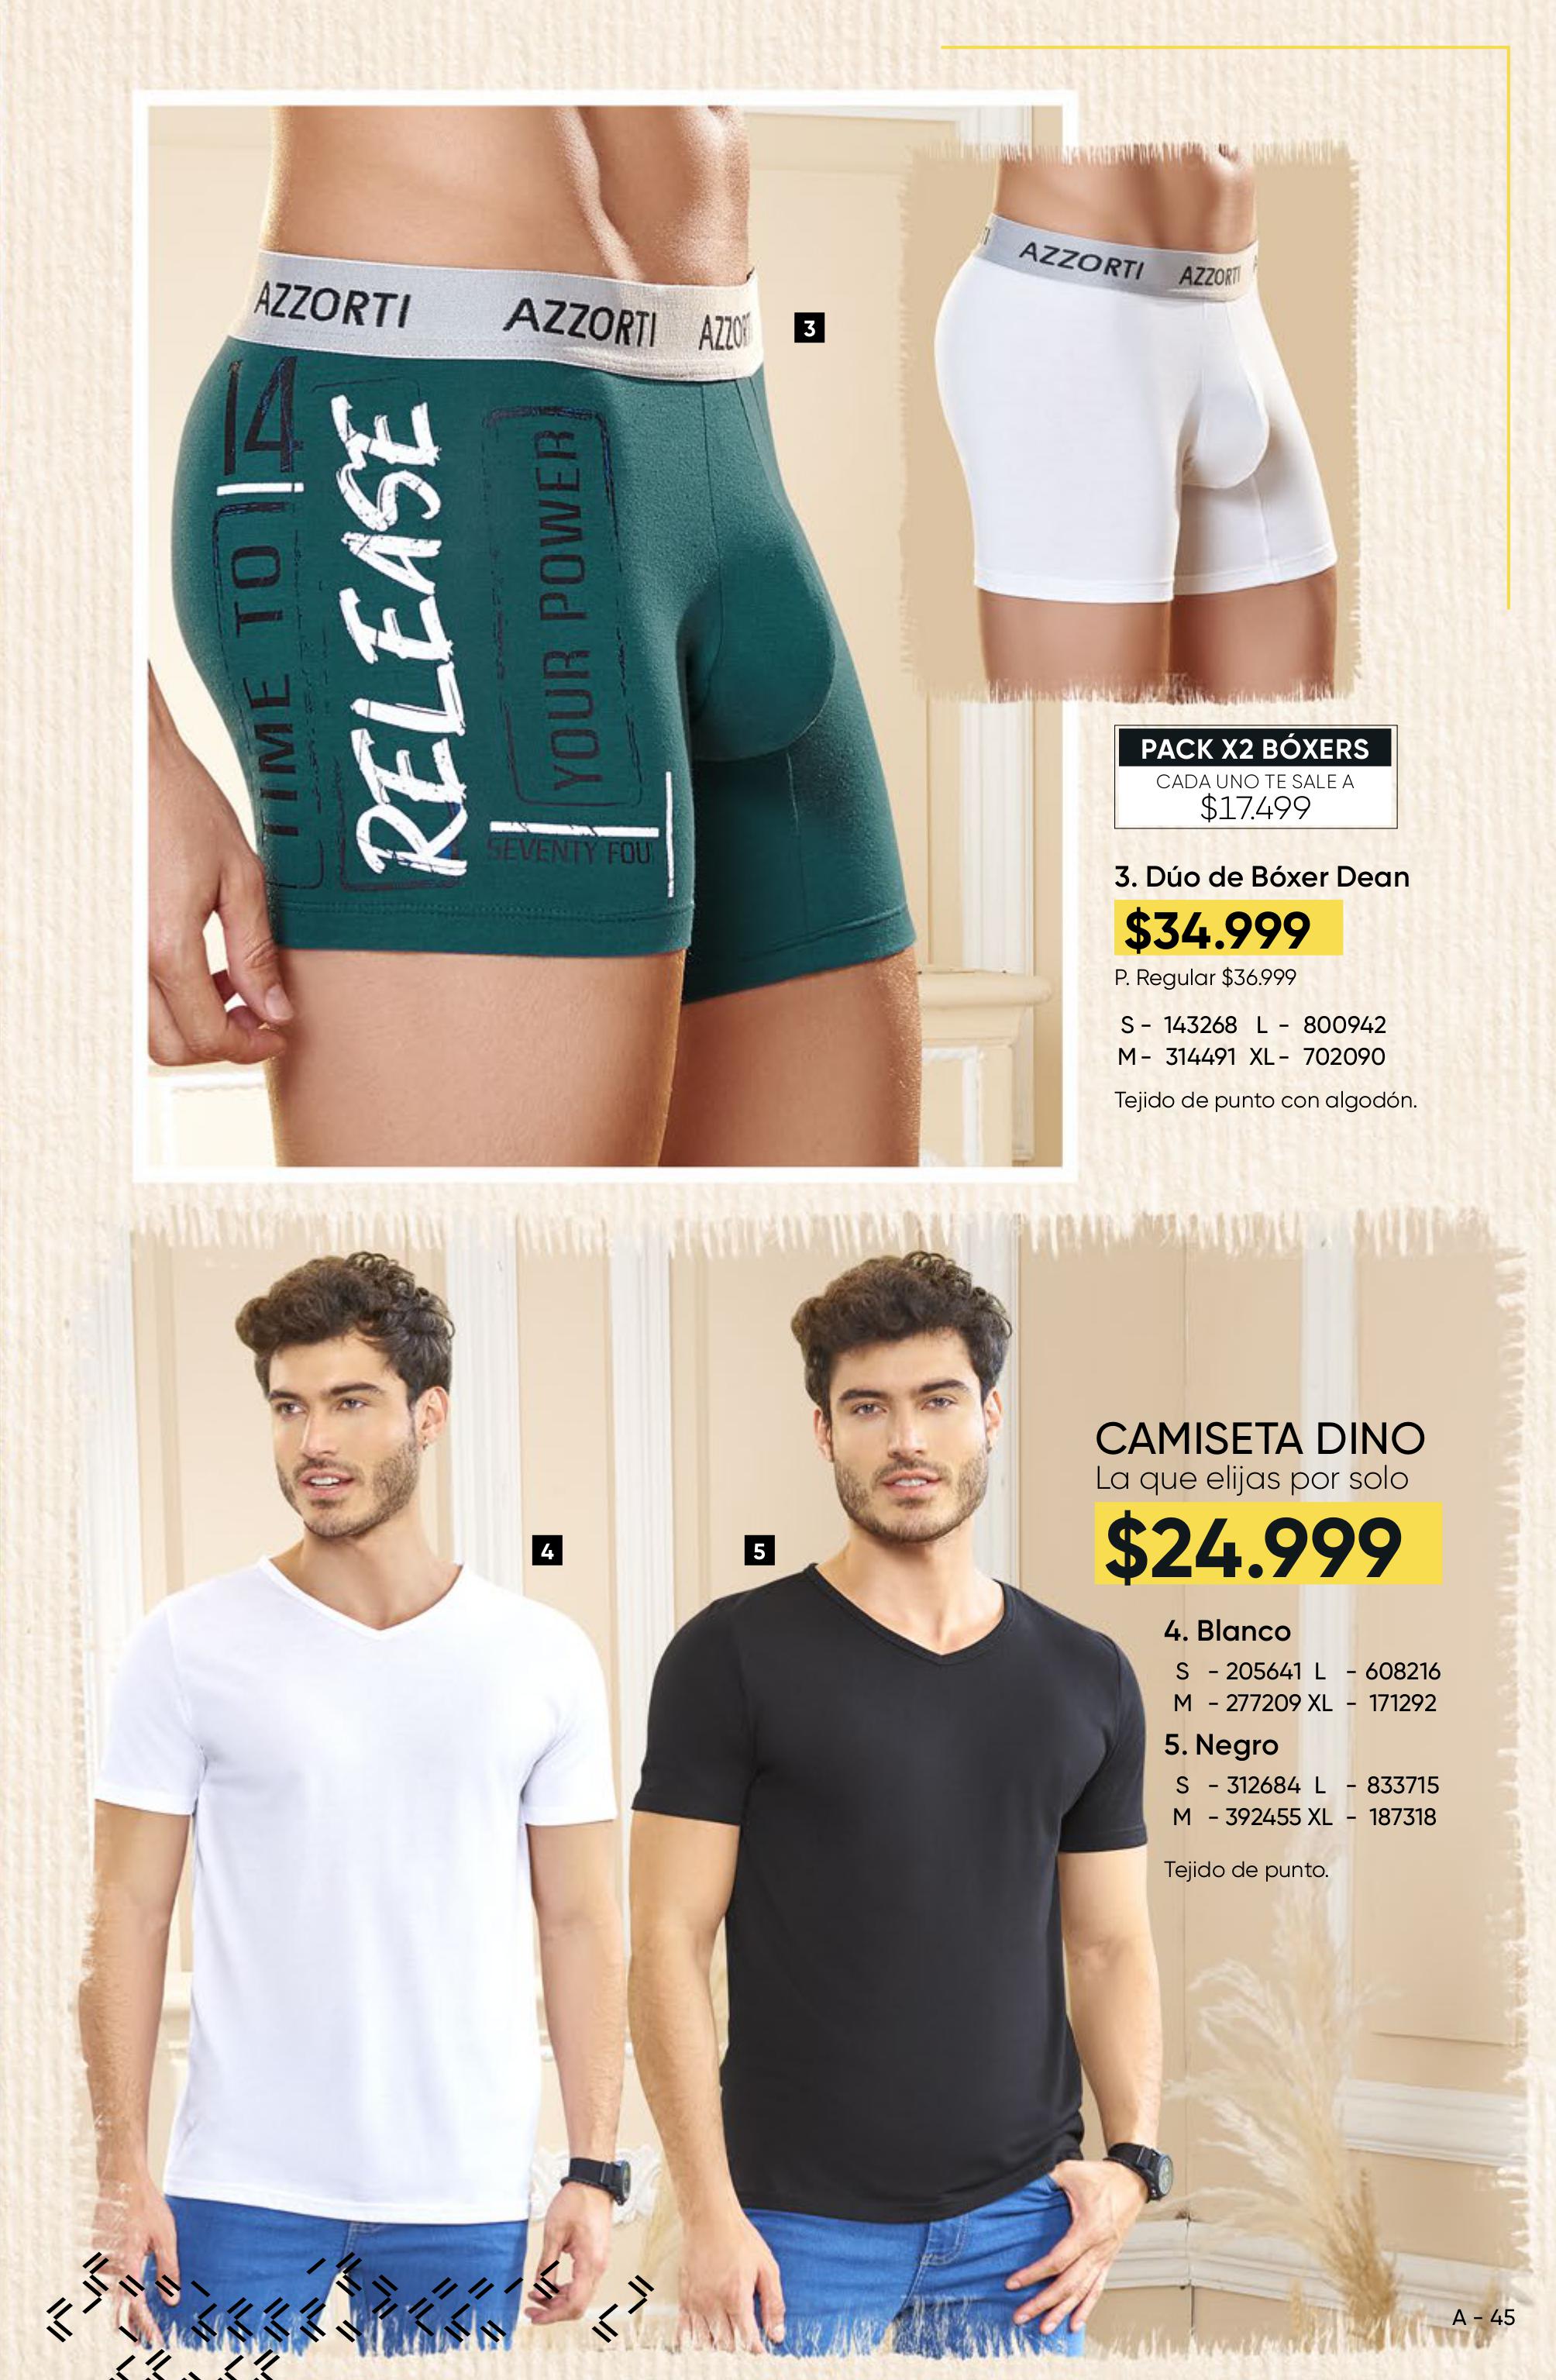 AZZORTI AZZORTI
14
TIME TO
RELEASE
YOUR POWER
SEVENTY FOU
3
AZZORTI AZZORTI
PACK X2 BÓXERS
CADA UNO TE SALE A
$17.499
3. Dúo de Bóxer Dean
$34.999
P. Regular $36.999
S - 143268 L - 800942
M - 314491 XL - 702090
Tejido de punto con algodón.
4
5
CAMISETA DINO
La que elijas por solo
$24.999
4. Blanco
S - 205641 L - 608216
M - 277209 XL - 171292
5. Negro
S - 312684 L - 833715
M - 392455 XL - 187318
Tejido de punto.
A - 45